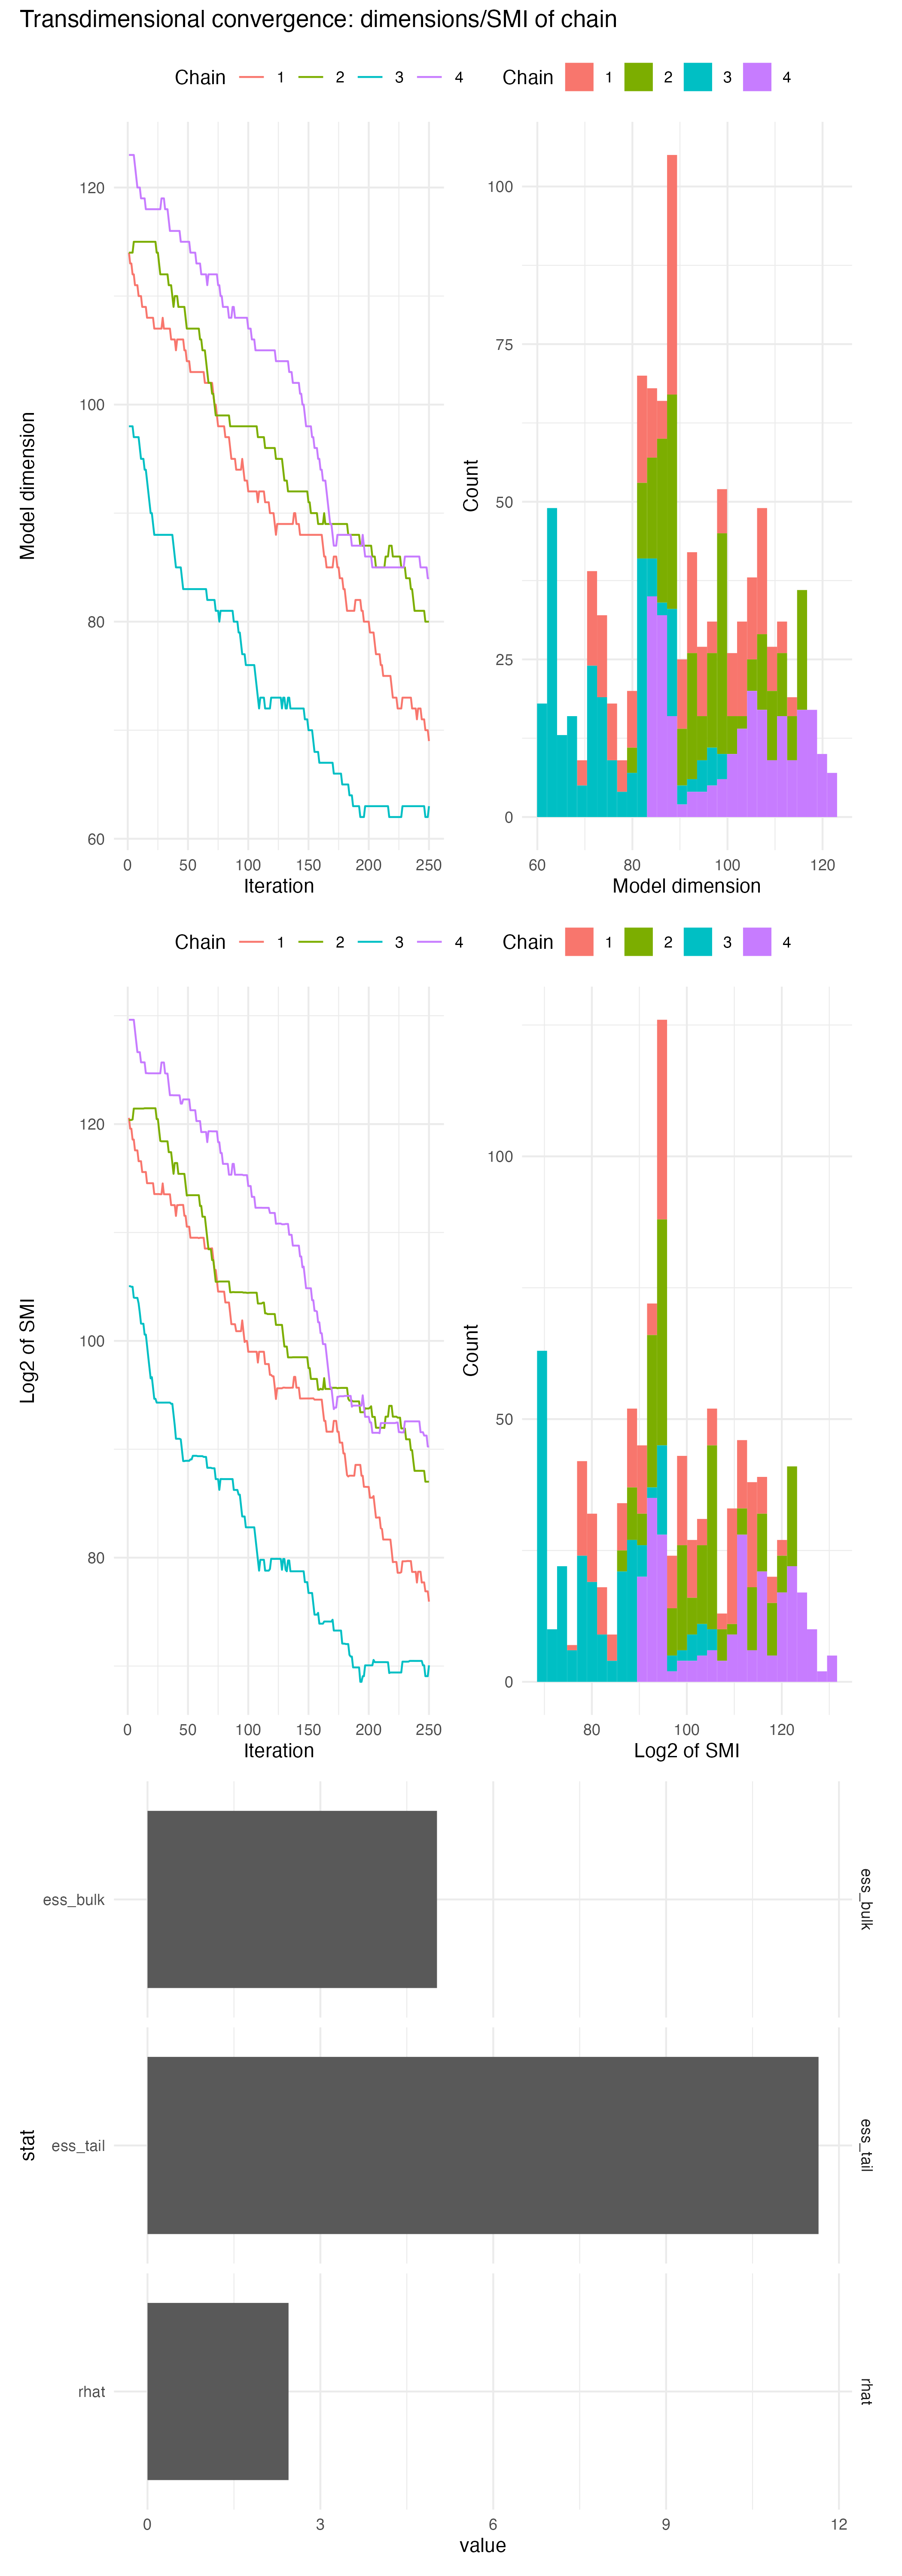 Transdimensional convergence: dimensions/SMI of chain
Chain 1 2 3 4 Chain 1 2 3 4
120
100
80
60
Model dimension
0 50 100 150 200 250
Iteration
100
75
50
25
0
Count
60 80 100 120
Model dimension
Chain 1 2 3 4 Chain 1 2 3 4
120
100
80
Log2 of SMI
0 50 100 150 200 250
Iteration
100
50
0
Count
80 100 120
Log2 of SMI
ess_bulk ess_bulk
stat
ess_tail ess_tail
rhat rhat
0 3 6 9 12
value